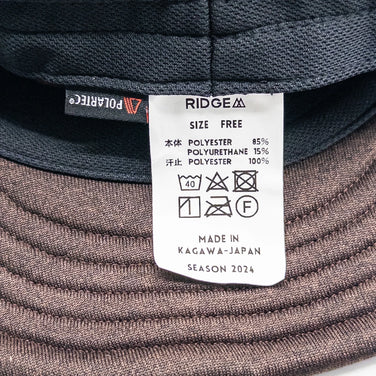 POLARTEC®
RIDGE
SIZE FREE
本体 POLYESTER 85%
POLYURETHANE 15%
汗止 POLYESTER 100%
40
F
MADE IN
KAGAWA-JAPAN
SEASON 2024